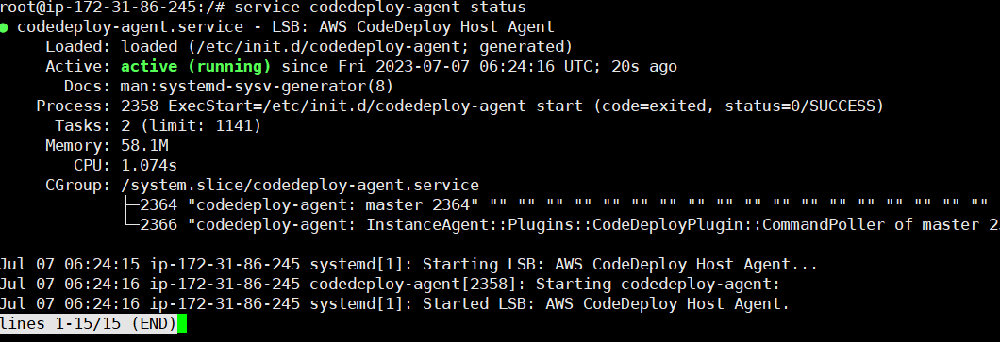 root@ip-172-31-86-245:/# service codedeploy-agent status
● codedeploy-agent.service - LSB: AWS CodeDeploy Host Agent
     Loaded: loaded (/etc/init.d/codedeploy-agent; generated)
     Active: active (running) since Fri 2023-07-07 06:24:16 UTC; 20s ago
       Docs: man:systemd-sysv-generator(8)
    Process: 2358 ExecStart=/etc/init.d/codedeploy-agent start (code=exited, status=0/SUCCESS)
      Tasks: 2 (limit: 1141)
     Memory: 58.1M
        CPU: 1.074s
     CGroup: /system.slice/codedeploy-agent.service
             ├─2364 "codedeploy-agent: master 2364" "" "" "" "" "" "" "" "" "" "" "" "" "" "" "" "" "" ""
             └─2366 "codedeploy-agent: InstanceAgent::Plugins::CodeDeployPlugin::CommandPoller of master 23

Jul 07 06:24:15 ip-172-31-86-245 systemd[1]: Starting LSB: AWS CodeDeploy Host Agent...
Jul 07 06:24:16 ip-172-31-86-245 codedeploy-agent[2358]: Starting codedeploy-agent:
Jul 07 06:24:16 ip-172-31-86-245 systemd[1]: Started LSB: AWS CodeDeploy Host Agent.
lines 1-15/15 (END)